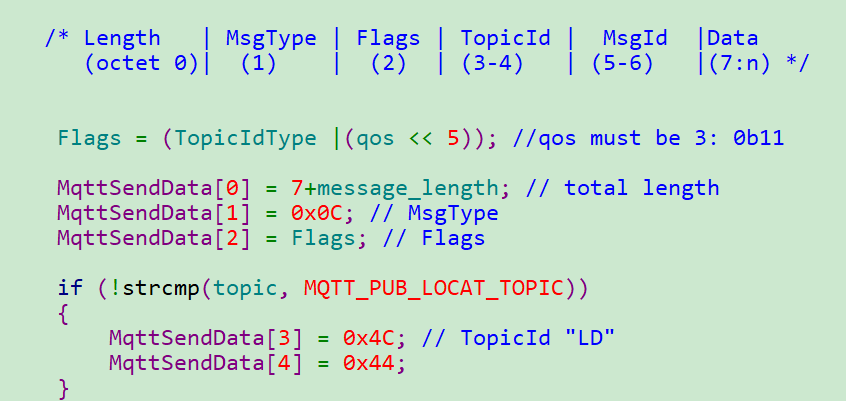 /* Length   | MsgType | Flags | TopicId |  MsgId  |Data
(octet 0)|  (1)    |  (2)  | (3-4)   | (5-6)   |(7:n) */
Flags = (TopicIdType |(qos << 5)); //qos must be 3: 0b11
MqttSendData[0] = 7+message_length; // total length
MqttSendData[1] = 0x0C; // MsgType
MqttSendData[2] = Flags; // Flags
if (!strcmp(topic, MQTT_PUB_LOCAT_TOPIC))
{
MqttSendData[3] = 0x4C; // TopicId "LD"
MqttSendData[4] = 0x44;
}